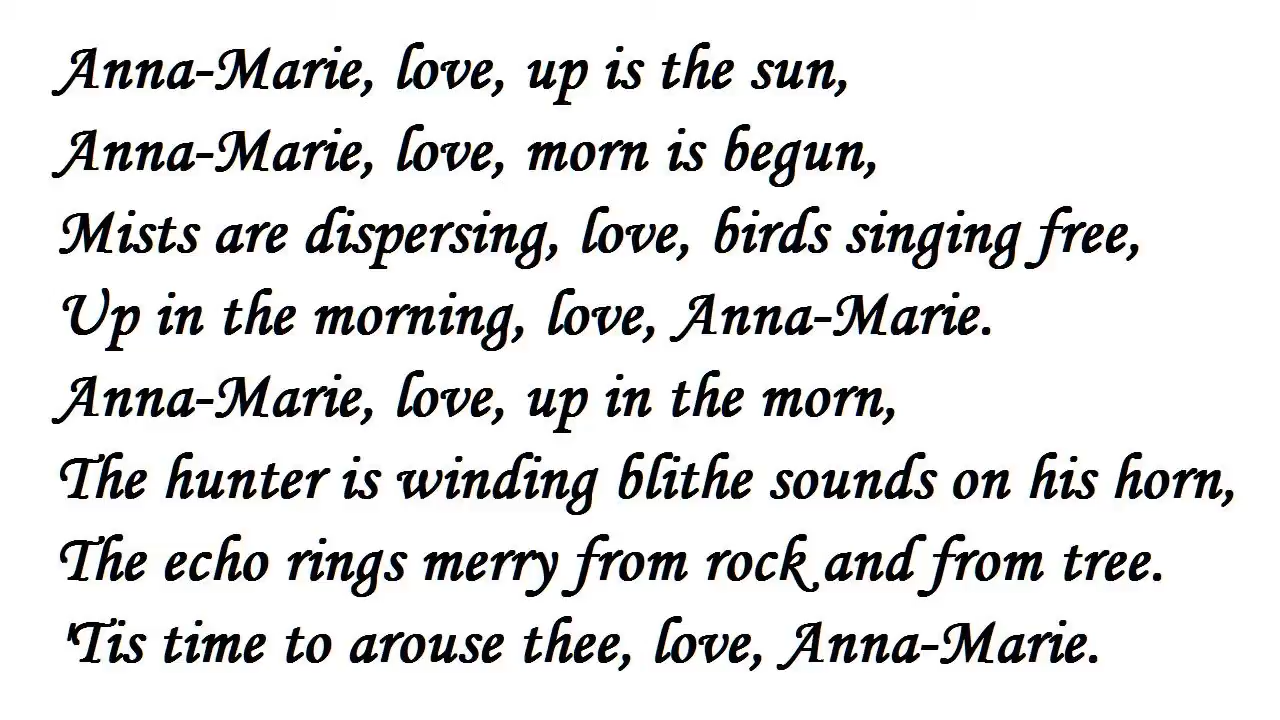 Anna-Marie, love, up is the sun,
Anna-Marie, love, morn is begun,
Mists are dispersing, love, birds singing free,
Up in the morning, love, Anna-Marie.
Anna-Marie, love, up in the morn,
The hunter is winding blithe sounds on his horn,
The echo rings merry from rock and from tree.
'Tis time to arouse thee, love, Anna-Marie.